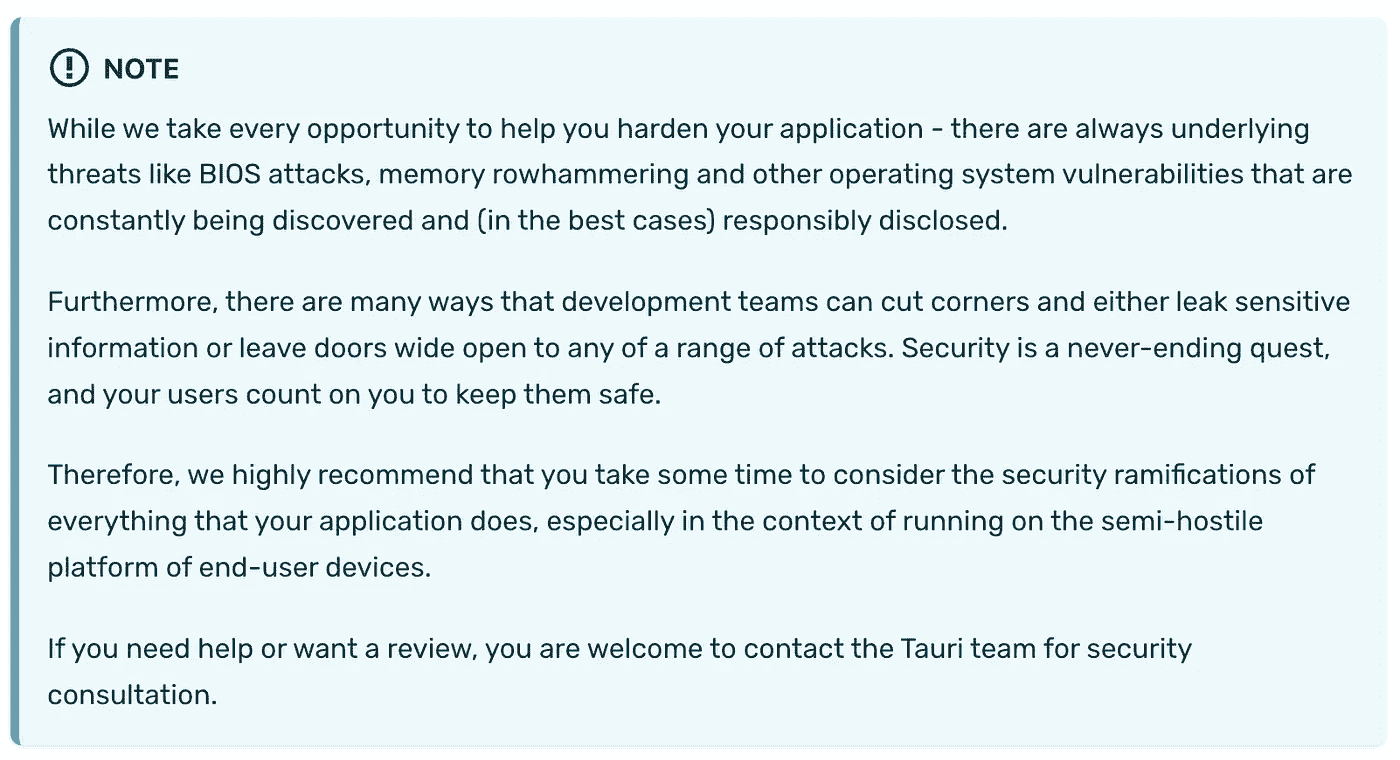 NOTE
While we take every opportunity to help you harden your application - there are always underlying
threats like BIOS attacks, memory rowhammering and other operating system vulnerabilities that are
constantly being discovered and (in the best cases) responsibly disclosed.
Furthermore, there are many ways that development teams can cut corners and either leak sensitive
information or leave doors wide open to any of a range of attacks. Security is a never-ending quest,
and your users count on you to keep them safe.
Therefore, we highly recommend that you take some time to consider the security ramifications of
everything that your application does, especially in the context of running on the semi-hostile
platform of end-user devices.
If you need help or want a review, you are welcome to contact the Tauri team for security
consultation.